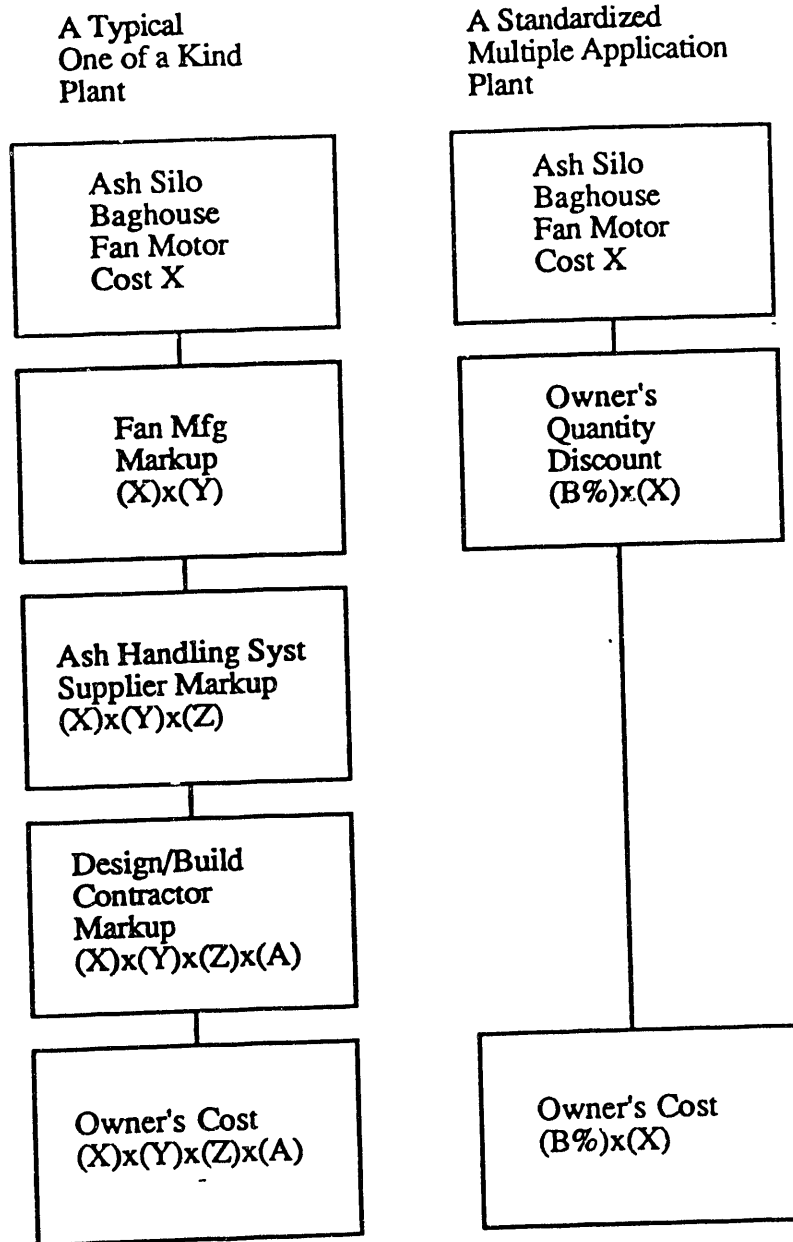 A Typical
One of a Kind
Plant
Ash Silo
Baghouse
Fan Motor
Cost X
Fan Mfg
Markup
(X)x(Y)
Ash Handling Syst
Supplier Markup
(X)x(Y)x(Z)
Design/Build
Contractor
Markup
(X)x(Y)x(Z)x(A)
Owner's Cost
(X)x(Y)x(Z)x(A)
A Standardized
Multiple Application
Plant
Ash Silo
Baghouse
Fan Motor
Cost X
Owner's
Quantity
Discount
(B%)x(X)
Owner's Cost
(B%)x(X)